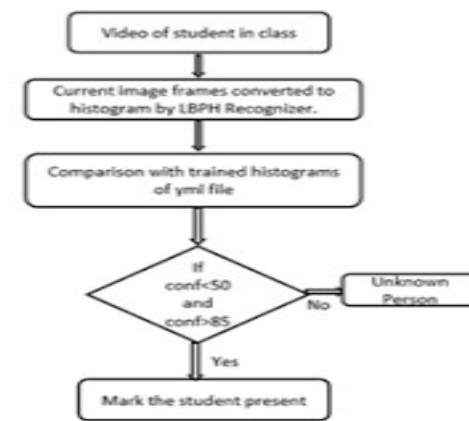 Video of student in class
Current image frames converted to
histogram by LBPH Recognizer.
Comparison with trained histograms
of yml file
If
conf<50
and
conf>85
No
Unknown
Person
Yes
Mark the student present